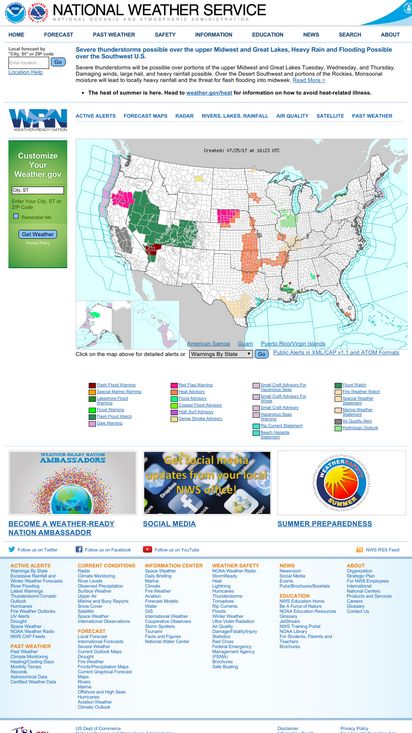 NATIONAL WEATHER SERVICE
NATIONAL OCEANIC AND ATMOSPHERIC ADMINISTRATION
HOME FORECAST PAST WEATHER SAFETY INFORMATION EDUCATION NEWS SEARCH ABOUT
Local forecast by
"City, St" or ZIP code
Enter location ...
Go
Location Help
Severe thunderstorms possible over the upper Midwest and Great Lakes, Heavy Rain and Flooding Possible
over the Southwest U.S.
Severe thunderstorms will be possible over portions of the upper Midwest and Great Lakes Tuesday, Wednesday, and Thursday.
Damaging winds, large hail, and heavy rainfall possible. Over the Desert Southwest and portions of the Rockies, Monsoonal
moisture will lead to locally heavy rainfall and the threat for flash flooding into midweek. Read More >
• The heat of summer is here. Head to weather.gov/heat for information on how to avoid heat-related illness.
WRN
WEATHER-READY NATION
ACTIVE ALERTS FORECAST MAPS RADAR RIVERS, LAKES, RAINFALL AIR QUALITY SATELLITE PAST WEATHER
Customize
Your
Weather.gov
City, ST
Enter Your City, ST or
ZIP Code
Remember Me
Get Weather
Privacy Policy
Created: 07/25/17 at 16:23 UTC
American Samoa Guam Puerto Rico/Virgin Islands
Click on the map above for detailed alerts or Warnings By State Go Public Alerts in XML/CAP v1.1 and ATOM Formats
Flash Flood Warning
Special Marine Warning
Lakeshore Flood
Warning
Flood Warning
Flash Flood Watch
Gale Warning
Red Flag Warning
Heat Advisory
Flood Advisory
Coastal Flood Advisory
High Surf Advisory
Dense Smoke Advisory
Small Craft Advisory For
Hazardous Seas
Small Craft Advisory For
Winds
Small Craft Advisory
Hazardous Seas
Rip Current Statement
Beach Hazards
Statement
Flood Watch
Fire Weather Watch
Special Weather
Statement
Marine Weather
Statement
Air Quality Alert
Hydrologic Outlook
WEATHER-READY NATION
AMBASSADORS
Get social media
updates from your local
NWS office!
WEATHER-READY
SUMMER
BECOME A WEATHER-READY
NATION AMBASSADOR
SOCIAL MEDIA
SUMMER PREPAREDNESS
Follow us on Twitter
Follow us on Facebook
Follow us on YouTube
NWS RSS Feed
ACTIVE ALERTS
Warnings By State
Excessive Rainfall and
Winter Weather Forecasts
River Flooding
Latest Warnings
Thunderstorm/Tornado
Outlook
Hurricanes
Fire Weather Outlooks
UV Alerts
Drought
Space Weather
NOAA Weather Radio
NWS CAP Feeds
PAST WEATHER
Past Weather
Climate Monitoring
Heating/Cooling Days
Monthly Temps
Records
Astronomical Data
Certified Weather Data
CURRENT CONDITIONS
Radar
Climate Monitoring
River Levels
Observed Precipitation
Surface Weather
Upper Air
Marine and Buoy Reports
Snow Cover
Satellite
Space Weather
International Observations
FORECAST
Local Forecast
International Forecasts
Severe Weather
Current Outlook Maps
Drought
Fire Weather
Fronts/Precipitation Maps
Current Graphical Forecast
Maps
Rivers
Marine
Offshore and High Seas
Hurricanes
Aviation Weather
Climatic Outlook
INFORMATION CENTER
Space Weather
Daily Briefing
Marine
Climate
Fire Weather
Aviation
Forecast Models
Water
GIS
International Weather
Cooperative Observers
Storm Spotters
Tsunami
Facts and Figures
National Water Center
WEATHER SAFETY
NOAA Weather Radio
StormReady
Heat
Lightning
Hurricanes
Thunderstorms
Tornadoes
Rip Currents
Floods
Winter Weather
Ultra Violet Radiation
Air Quality
Damage/Fatality/Injury
Statistics
Red Cross
Federal Emergency
Management Agency
(FEMA)
Brochures
Safe Boating
NEWS
Newsroom
Social Media
Events
Pubs/Brochures/Booklets
EDUCATION
NWS Education Home
Be A Force of Nature
NOAA Education Resources
Glossary
JetStream
NWS Training Portal
NOAA Library
For Students, Parents and
Teachers
Brochures
ABOUT
Organization
Strategic Plan
For NWS Employees
International
National Centers
Products and Services
Careers
Glossary
Contact Us
US Dept of Commerce
Disclaimer
Privacy Policy